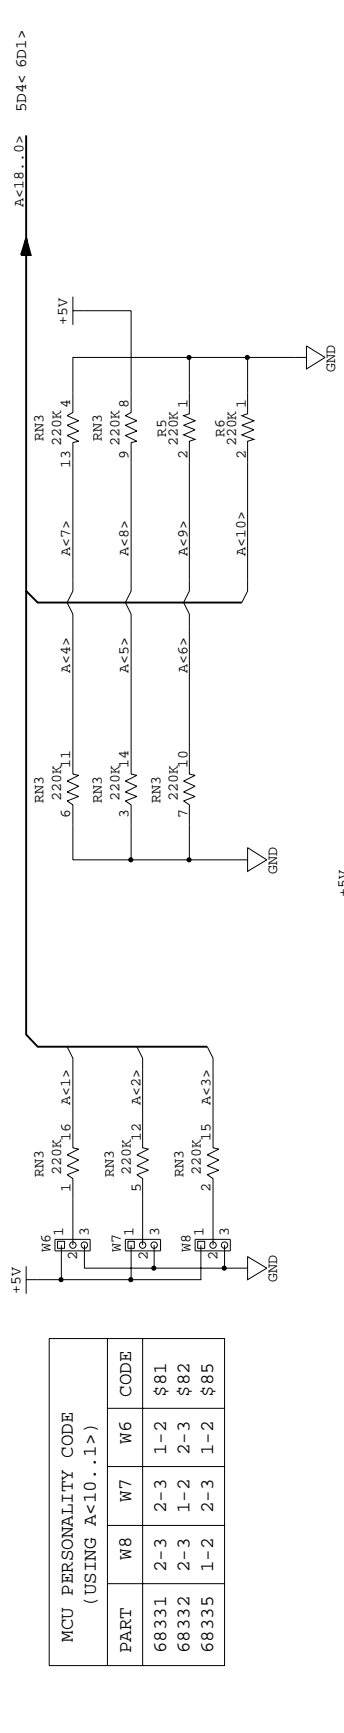 MCU PERSONALITY CODE
(USING A<10..1>)
PART W8 W7 W6 CODE
68331 2-3 2-3 1-2 $81
68332 2-3 1-2 2-3 $82
68335 1-2 2-3 1-2 $85
+5V
W6
1
2
3
RN3
220K
1 16
A<1>
W7
1
2
3
RN3
220K
5 12
A<2>
W8
1
2
3
RN3
220K
2 15
A<3>
GND
RN3
220K
6 11
A<4>
RN3
220K
3 14
A<5>
RN3
220K
7 10
A<6>
GND
A<7>
RN3
220K
13 4
A<8>
RN3
220K
9 8
+5V
A<9>
R5
220K
2 1
A<10>
R6
220K
2 1
GND
A<18..0> 5D4< 6D1>
+5V